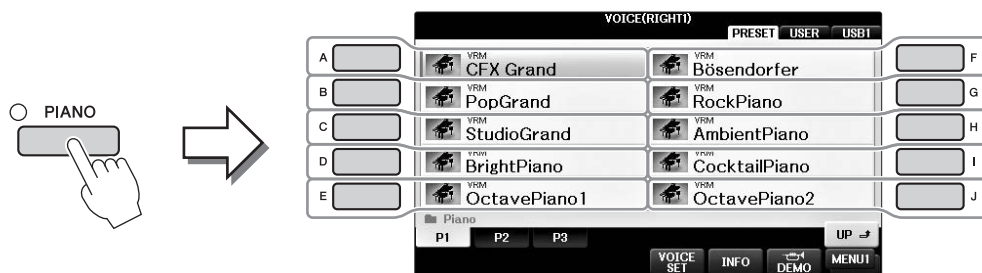 VOICE(RIGHT1)
PRESET USER USB1
PIANO
A VRM CFX Grand VRM Bösendorfer F
B VRM PopGrand VRM RockPiano G
C VRM StudioGrand VRM AmbientPiano H
D VRM BrightPiano VRM CocktailPiano I
E VRM OctavePiano1 VRM OctavePiano2 J
Piano
P1 P2 P3 UP
VOICE SET INFO DEMO MENU1